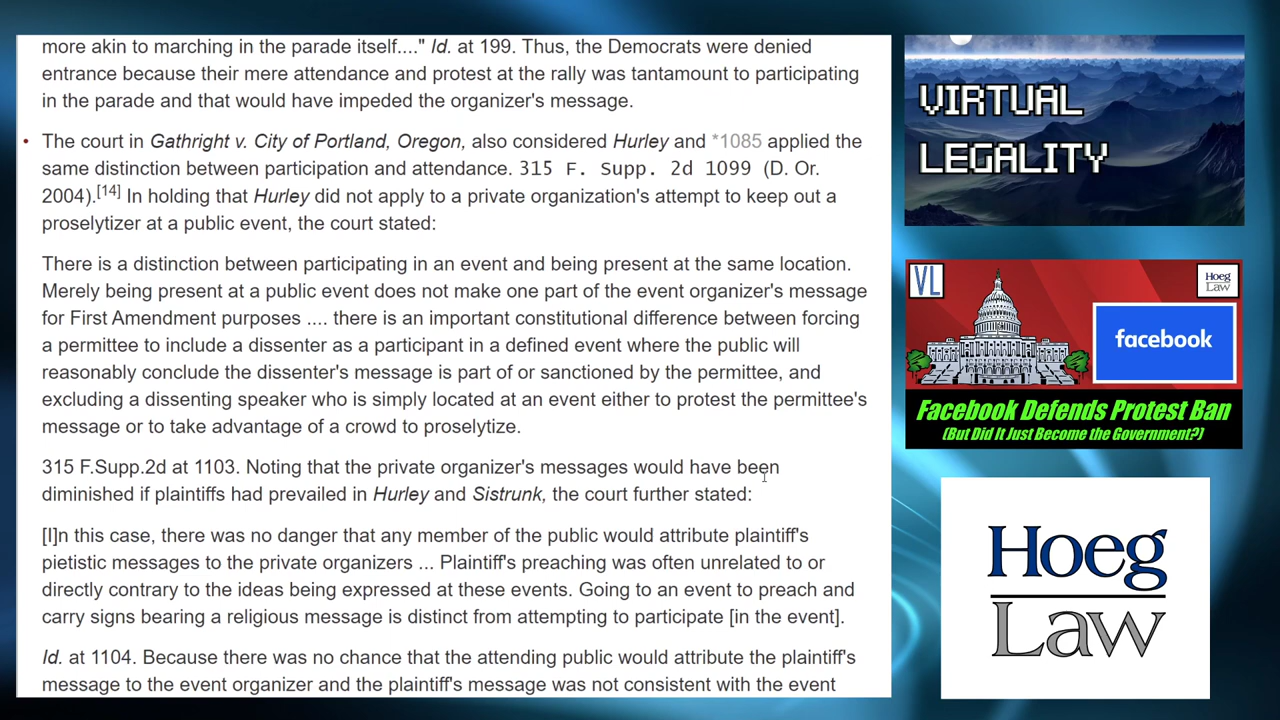 more akin to marching in the parade itself...." Id. at 199. Thus, the Democrats were denied
entrance because their mere attendance and protest at the rally was tantamount to participating
in the parade and that would have impeded the organizer's message.
• The court in Gathright v. City of Portland, Oregon, also considered Hurley and *1085 applied the
same distinction between participation and attendance. 315 F. Supp. 2d 1099 (D. Or.
2004).[14] In holding that Hurley did not apply to a private organization's attempt to keep out a
proselytizer at a public event, the court stated:
There is a distinction between participating in an event and being present at the same location.
Merely being present at a public event does not make one part of the event organizer's message
for First Amendment purposes .... there is an important constitutional difference between forcing
a permittee to include a dissenter as a participant in a defined event where the public will
reasonably conclude the dissenter's message is part of or sanctioned by the permittee, and
excluding a dissenting speaker who is simply located at an event either to protest the permittee's
message or to take advantage of a crowd to proselytize.
315 F.Supp.2d at 1103. Noting that the private organizer's messages would have been
diminished if plaintiffs had prevailed in Hurley and Sistrunk, the court further stated:
[I]n this case, there was no danger that any member of the public would attribute plaintiff's
pietistic messages to the private organizers ... Plaintiff's preaching was often unrelated to or
directly contrary to the ideas being expressed at these events. Going to an event to preach and
carry signs bearing a religious message is distinct from attempting to participate [in the event].
Id. at 1104. Because there was no chance that the attending public would attribute the plaintiff's
message to the event organizer and the plaintiff's message was not consistent with the event
VIRTUAL
LEGALITY
VL
Hoeg
Law
facebook
Facebook Defends Protest Ban
(But Did It Just Become the Government?)
Hoeg
Law